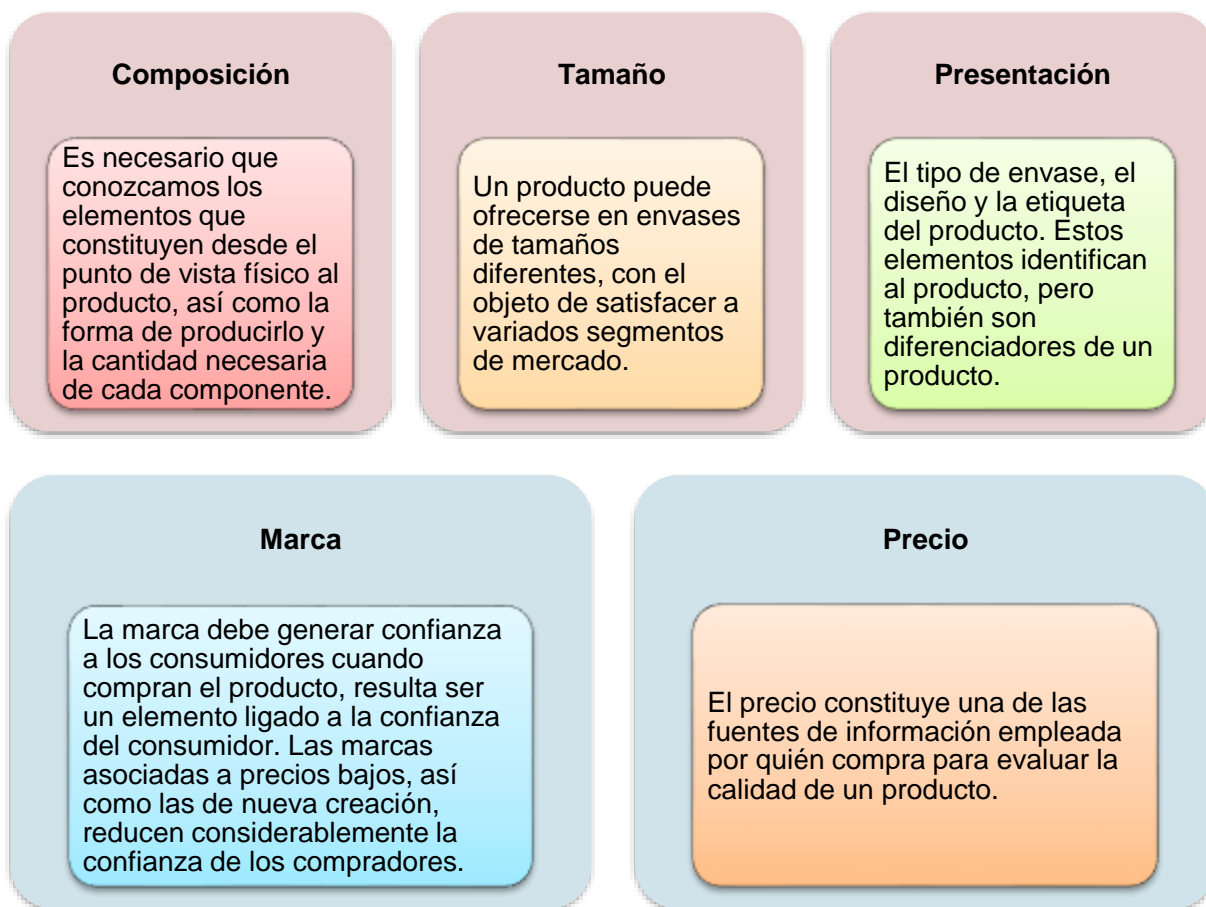 Composición
Es necesario que
conozcamos los
elementos que
constituyen desde el
punto de vista físico al
producto, así como la
forma de producirlo y
la cantidad necesaria
de cada componente.
Tamaño
Un producto puede
ofrecerse en envases
de tamaños
diferentes, con el
objeto de satisfacer a
variados segmentos
de mercado.
Presentación
El tipo de envase, el
diseño y la etiqueta
del producto. Estos
elementos identifican
al producto, pero
también son
diferenciadores de un
producto.
Marca
La marca debe generar confianza
a los consumidores cuando
compran el producto, resulta ser
un elemento ligado a la confianza
del consumidor. Las marcas
asociadas a precios bajos, así
como las de nueva creación,
reducen considerablemente la
confianza de los compradores.
Precio
El precio constituye una de las
fuentes de información empleada
por quién compra para evaluar la
calidad de un producto.